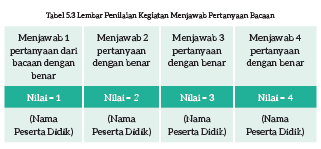 Tabel 5.3 Lembar Penilaian Kegiatan Menjawab Pertanyaan Bacaan
Menjawab 1 pertanyaan dari bacaan dengan benar
Menjawab 2 pertanyaan dengan benar
Menjawab 3 pertanyaan dengan benar
Menjawab 4 pertanyaan dengan benar
Nilai = 1
Nilai = 2
Nilai = 3
Nilai = 4
(Nama Peserta Didik)
(Nama Peserta Didik)
(Nama Peserta Didik)
(Nama Peserta Didik)